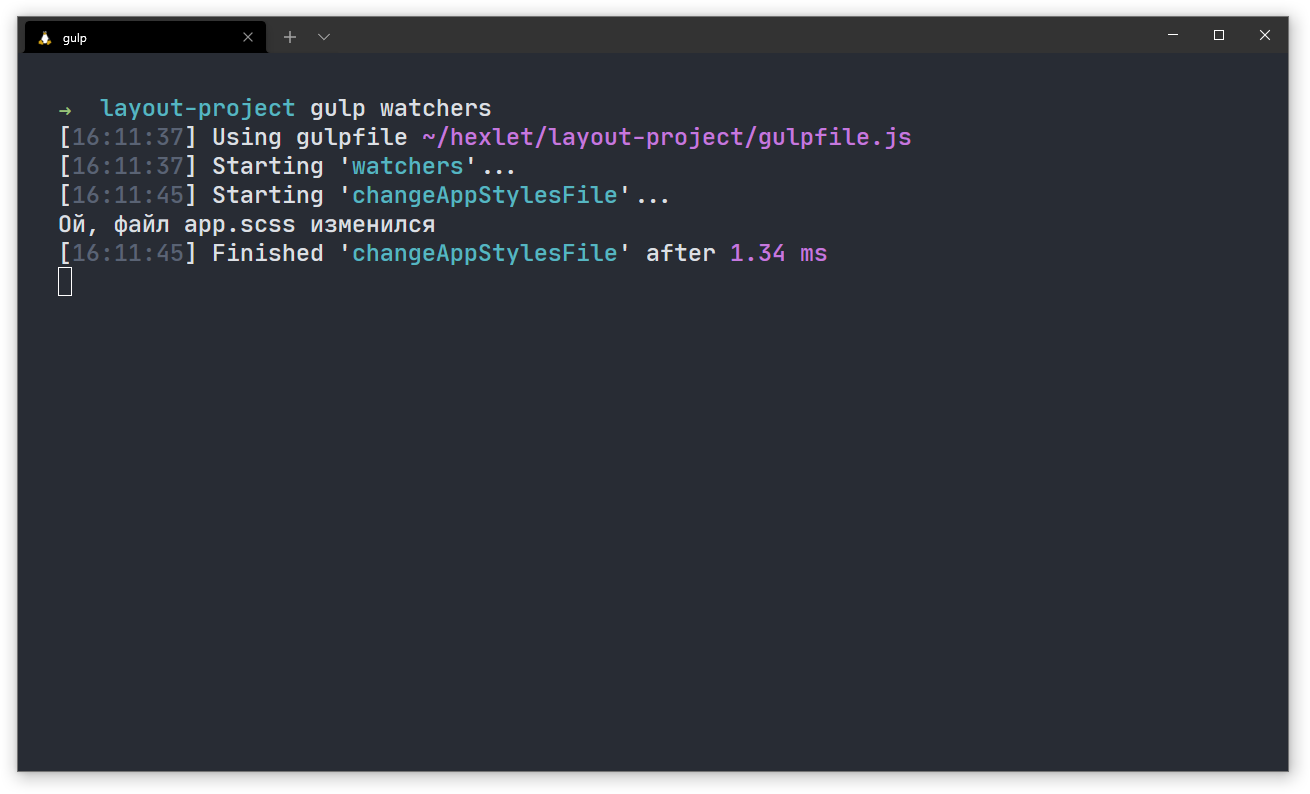 gulp
→ layout-project gulp watchers
[16:11:37] Using gulpfile ~/hexlet/layout-project/gulpfile.js
[16:11:37] Starting 'watchers'...
[16:11:45] Starting 'changeAppStylesFile'...
Ой, файл app.scss изменился
[16:11:45] Finished 'changeAppStylesFile' after 1.34 ms